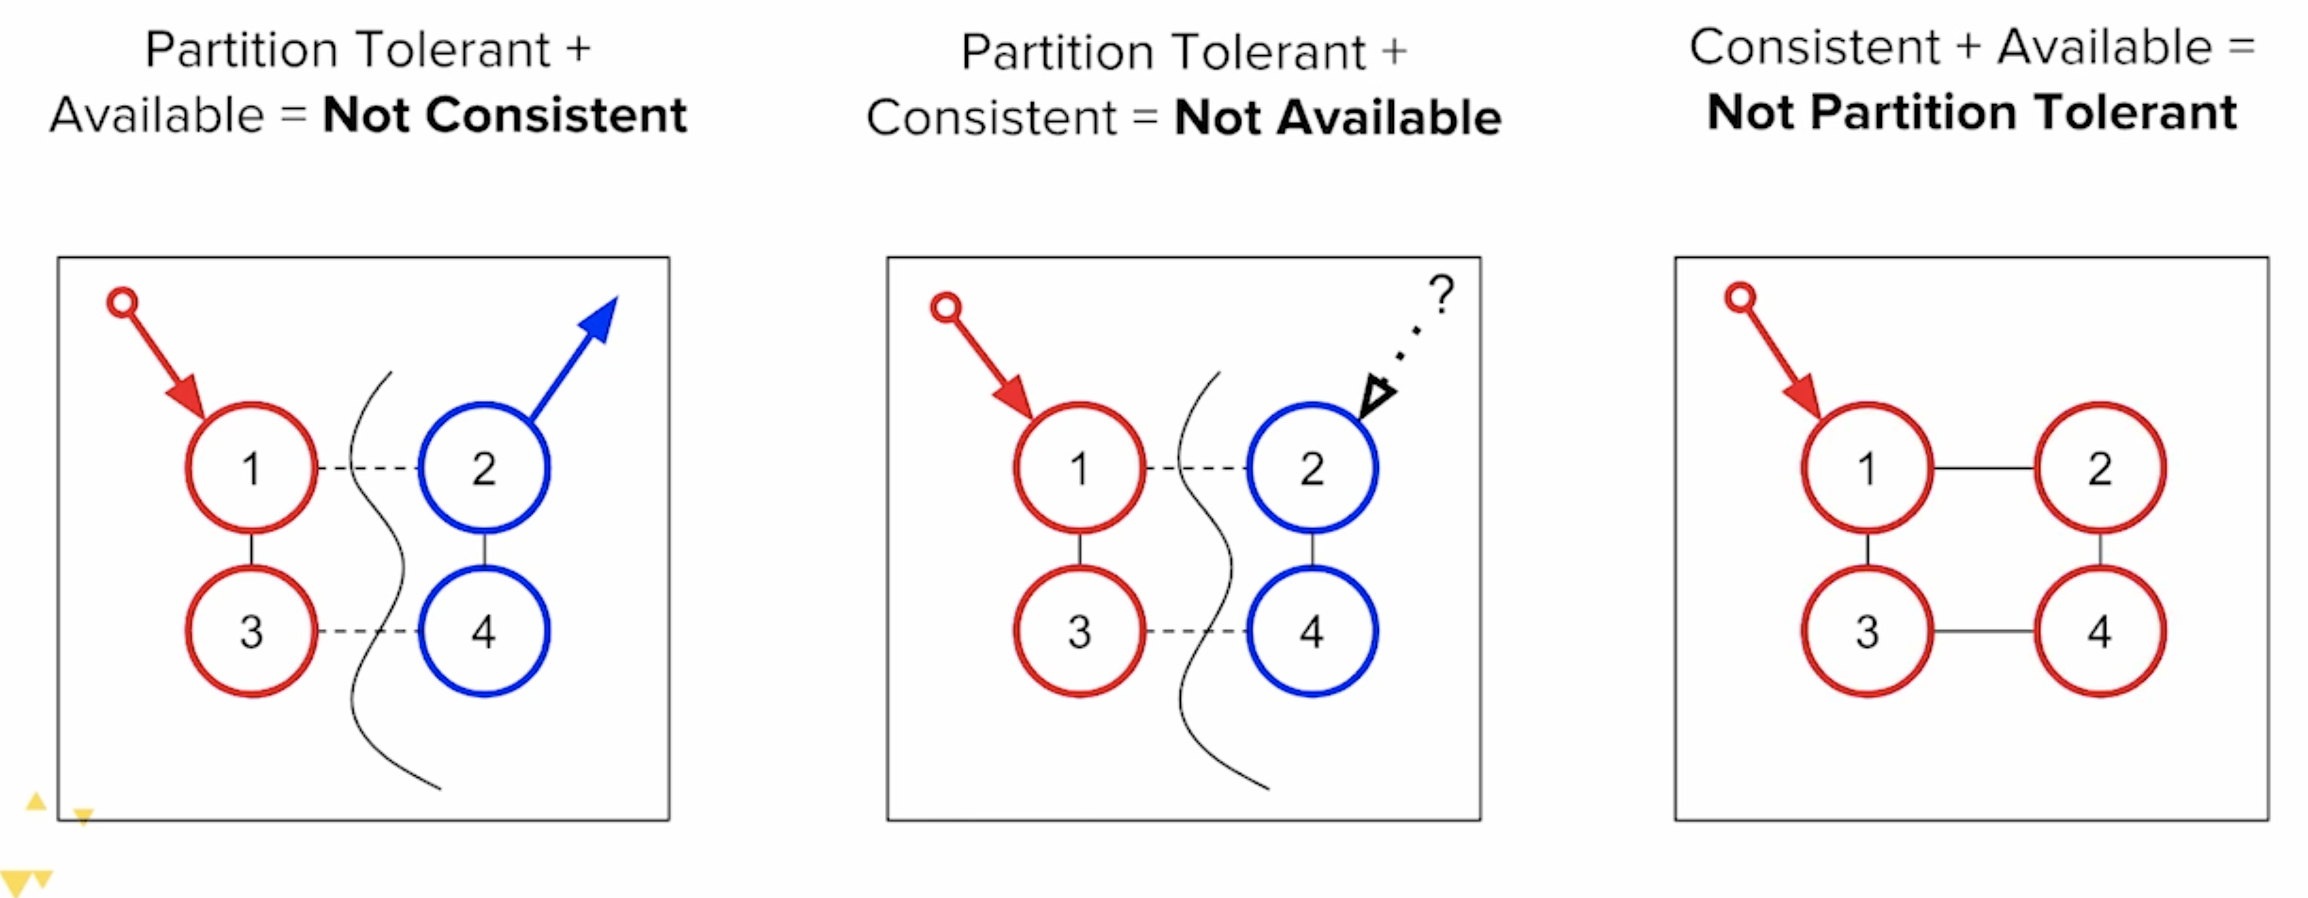 Partition Tolerant +
Available = Not Consistent
1
2
3
4
Partition Tolerant +
Consistent = Not Available
?
1
2
3
4
Consistent + Available =
Not Partition Tolerant
1
2
3
4